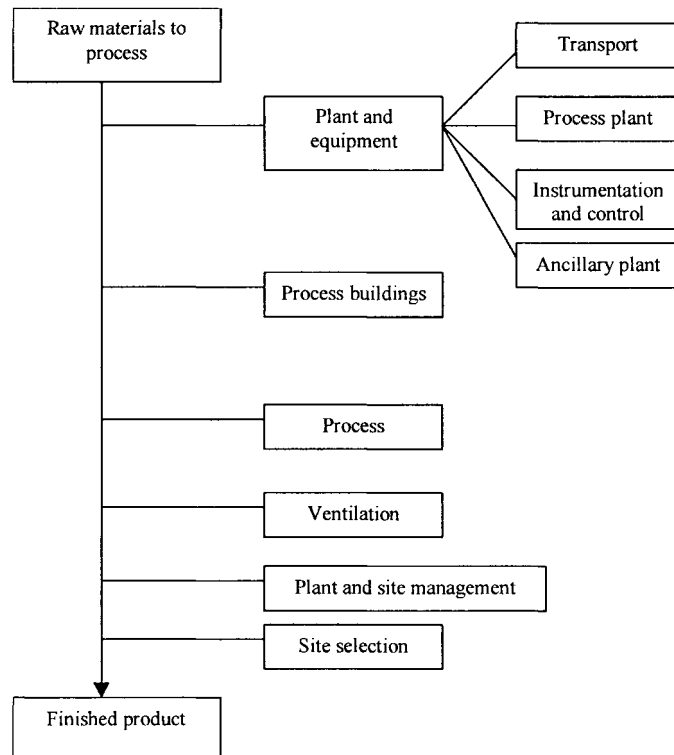 Raw materials to
process
Transport
Plant and
equipment
Process plant
Instrumentation
and control
Ancillary plant
Process buildings
Process
Ventilation
Plant and site management
Site selection
Finished product